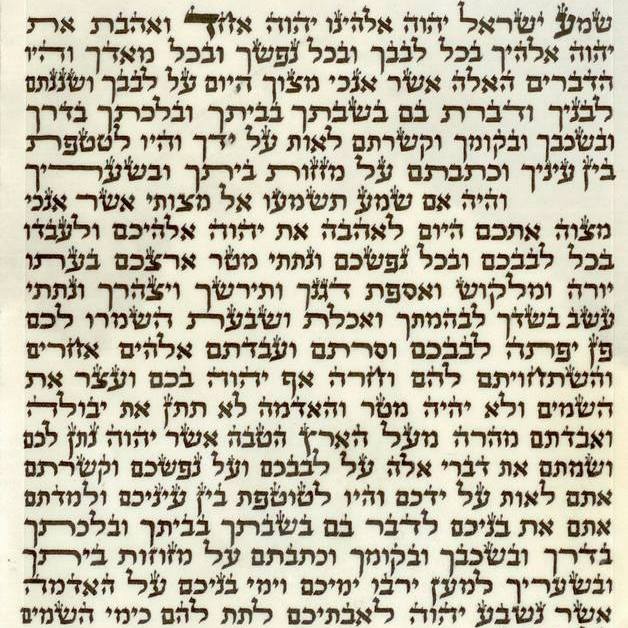 שמע ישראל יהוה אלהינו יהוה אחד ואהבת את
יהוה אלהיך בכל לבבך ובכל נפשך ובכל מאדך והיו
הדברים האלה אשר אנכי מצוך היום על לבבך ושננתם
לבניך ודברת בם בשבתך בביתך ובלכתך בדרך
ובשכבך ובקומך וקשרתם לאות על ידך והיו לטטפת
בין עיניך וכתבתם על מזזות ביתך ובשעריך
והיה אם שמע תשמעו אל מצותי אשר אנכי
מצוה אתכם היום לאהבה את יהוה אלהיכם ולעבדו
בכל לבבכם ובכל נפשכם ונתתי מטר ארצכם בעתו
יורה ומלקוש ואספת דגנך ותירשך ויצהרך ונתתי
עשב בשדך לבהמתך ואכלת ושבעת השמרו לכם
פן יפתה לבבכם וסרתם ועבדתם אלהים אחרים
והשתחויתם להם וחרה אף יהוה בכם ועצר את
השמים ולא יהיה מטר והאדמה לא תתן את יבולה
ואבדתם מהרה מעל הארץ הטבה אשר יהוה נתן לכם
ושמתם את דברי אלה על לבבכם ועל נפשכם וקשרתם
אתם לאות על ידכם והיו לטוטפת בין עיניכם ולמדתם
אתם את בניכם לדבר בם בשבתך בביתך ובלכתך
בדרך ובשכבך ובקומך וכתבתם על מזוזות ביתך
ובשעריך למען ירבו ימיכם וימי בניכם על האדמה
אשר נשבע יהוה לאבתיכם לתת להם כימי השמים